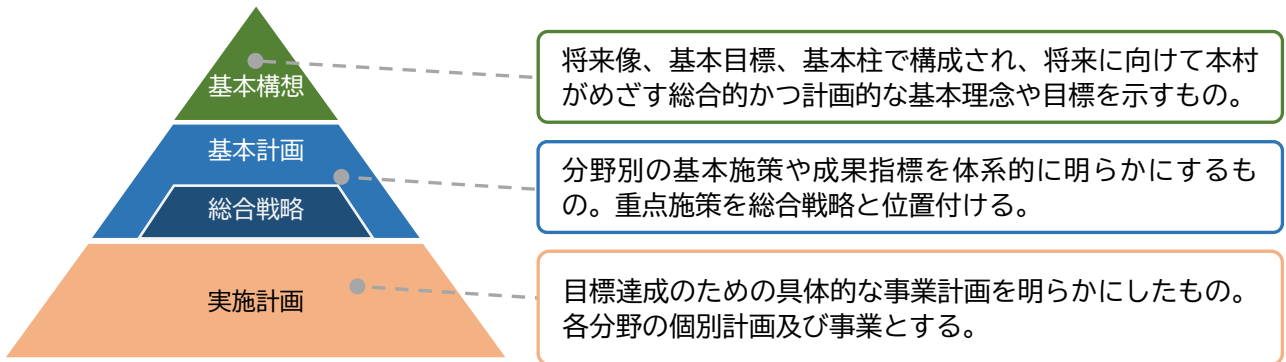 基本構想
将来像、基本目標、基本柱で構成され、将来に向けて本村
がめざす総合的かつ計画的な基本理念や目標を示すもの。
基本計画
総合戦略
分野別の基本施策や成果指標を体系的に明らかにするも
の。重点施策を総合戦略と位置付ける。
実施計画
目標達成のための具体的な事業計画を明らかにしたもの。
各分野の個別計画及び事業とする。